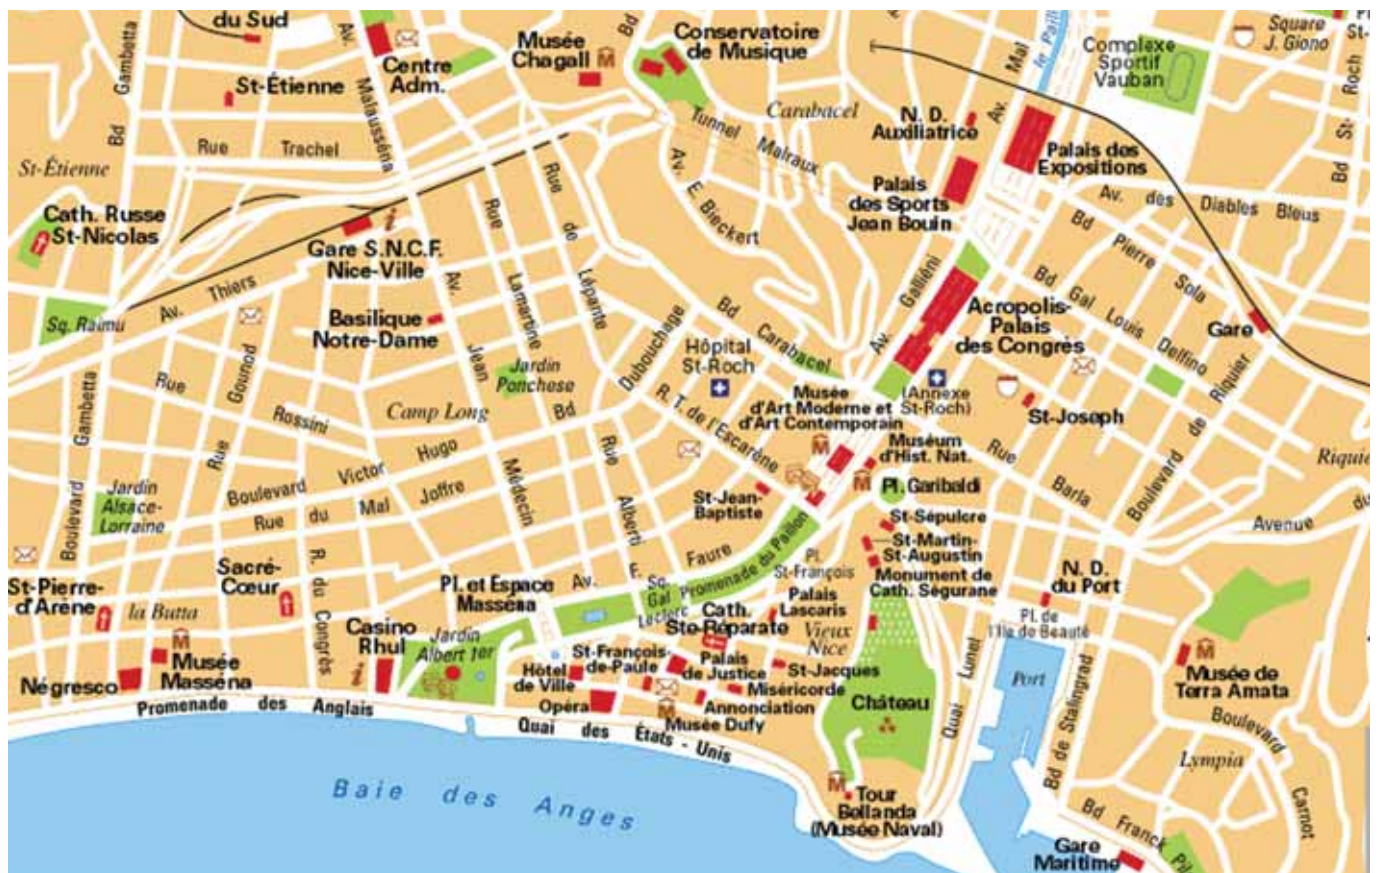 du Sud
Bd
Gambetta
Av.
Malausséna
Centre
Adm.
St-Étienne
Rue
Trachel
St-Étienne
Cath. Russe
St-Nicolas
Musée
Chagall
Bd
Conservatoire
de Musique
Tunnel
Malraux
Carabacel
Av.
E. Bieckert
N. D.
Auxiliatrice
Av.
Mal
le Paillon
Complexe
Sportif
Vauban
Square
J. Giono
Bd
St-
Roch
Palais des
Expositions
Palais
des Sports
Jean Bouin
Av.
des
Diables
Bleus
Bd
Pierre
Sola
Gare S.N.C.F.
Nice-Ville
Av.
Thiers
Sq. Raimu
Basilique
Notre-Dame
Av.
Jean
Médecin
Rue
Lamartine
Rue
de
Lépante
Jardin
Ponchese
Dubouchage
Bd
Bd
Carabacel
Hôpital
St-Roch
Av.
Galliéni
Acropolis-
Palais
des Congrès
Bd
Gal
Louis
Delfino
Gare
Riquier
de
Boulevard
Riquie
(Annexe
St-Roch)
St-Joseph
Musée
d'Art Moderne et
d'Art Contemporain
Muséum
d'Hist. Nat.
Pl. Garibaldi
R. T. de l'Escarène
Rue
Barla
Avenue
du
Rue
Gounod
Rue
Rossini
Camp Long
Boulevard
Victor
Hugo
Rue
du
Mal
Joffre
Boulevard
Gambetta
Jardin
Alsace-
Lorraine
Rue
Alberti
St-Jean-
Baptiste
St-Sépulcre
St-Martin-
St-Augustin
Monument de
Cath. Ségurane
Pl.
St-François
Palais
Lascaris
Av.
F.
Faure
Promenade du Paillon
Sq.
Gal
Leclerc
Pl. et Espace
Masséna
St-Pierre-
d'Arène
la Butta
Sacré-
Cœur
R.
du
Congrès
Casino
Rhul
Jardin
Albert 1er
Négresco
Musée
Masséna
Promenade
des
Anglais
Hôtel
de Ville
Opéra
St-François-
de-Paule
Cath.
Ste-Réparate
Palais
de Justice
St-Jacques
Miséricorde
Annonciation
Musée Dufy
Vieux
Nice
Château
N. D.
du Port
Pl. de
l'Ile de Beauté
Port
Quai
Lunel
Bd de Stalingrad
Musée de
Terra Amata
Boulevard
Carnot
Lympia
Quai
des
États - Unis
Baie des Anges
Tour
Bellanda
(Musée Naval)
Bd
Franck
Pil
Gare
Maritime